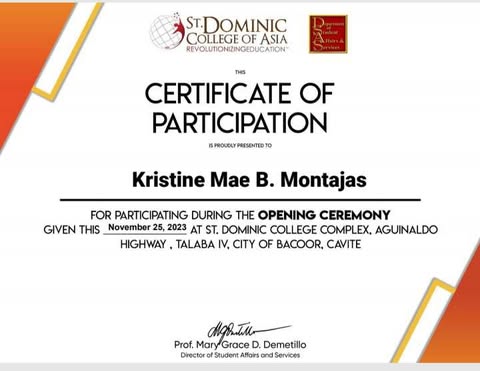 ST. DOMINIC
COLLEGE OF ASIA
REVOLUTIONIZINGEDUCATION
Department
of Student
Affairs &
Services
THIS
CERTIFICATE OF
PARTICIPATION
IS PROUDLY PRESENTED TO
Kristine Mae B. Montajas
FOR PARTICIPATING DURING THE OPENING CEREMONY
GIVEN THIS November 25, 2023 AT ST. DOMINIC COLLEGE COMPLEX, AGUINALDO
HIGHWAY , TALABA IV, CITY OF BACOOR, CAVITE
Prof. Mary Grace D. Demetillo
Director of Student Affairs and Services